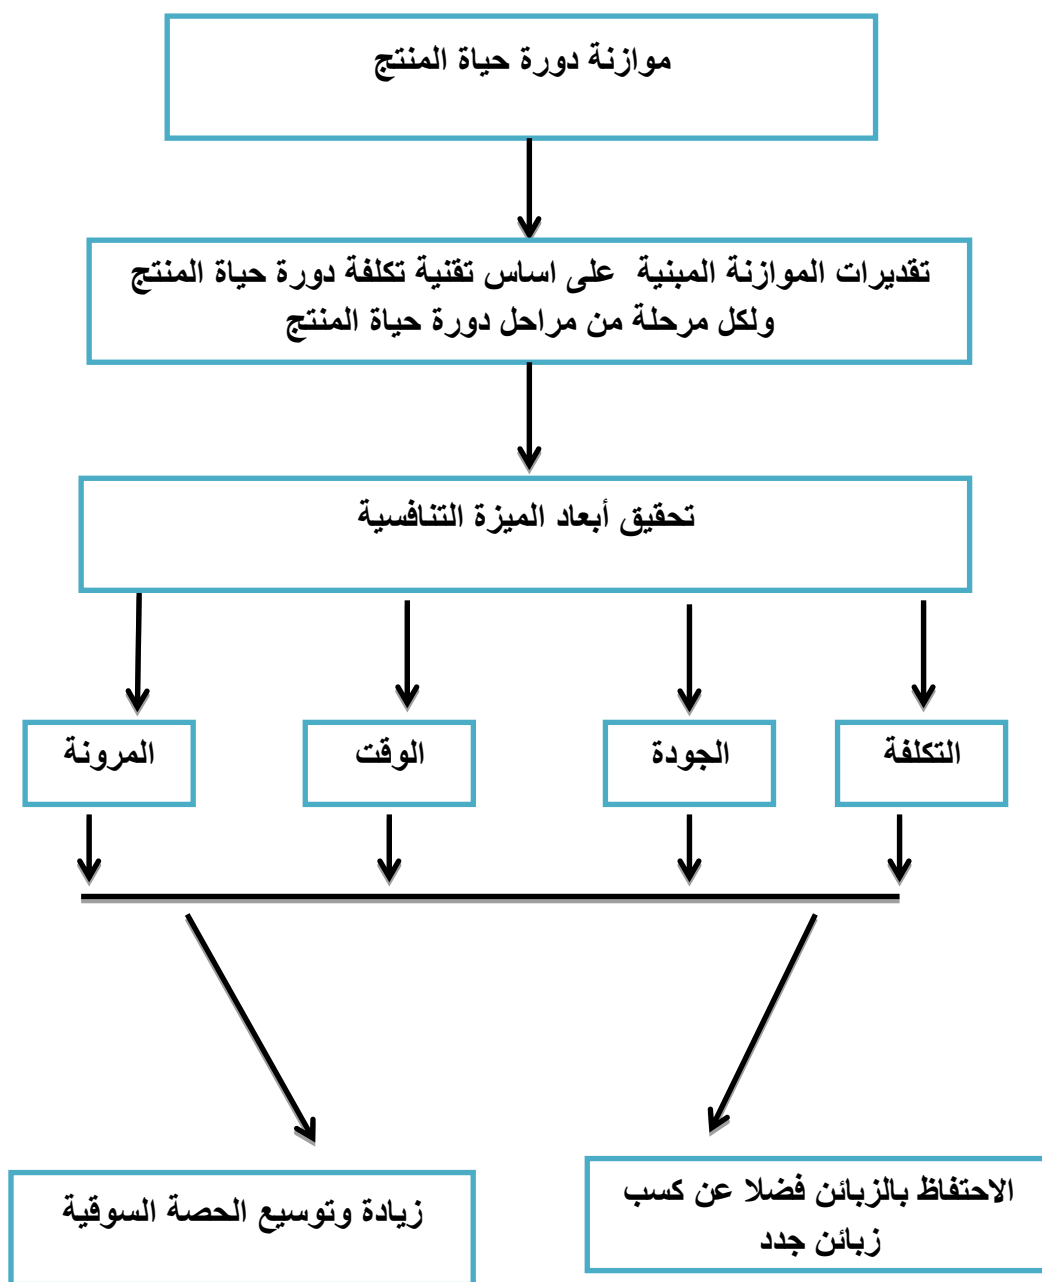 موازنة دورة حياة المنتج
تقديرات الموازنة المبنية على اساس تقنية تكلفة دورة حياة المنتج
ولكل مرحلة من مراحل دورة حياة المنتج
تحقيق أبعاد الميزة التنافسية
التكلفة
الجودة
الوقت
المرونة
الاحتفاظ بالزبائن فضلا عن كسب
زبائن جدد
زيادة وتوسيع الحصة السوقية